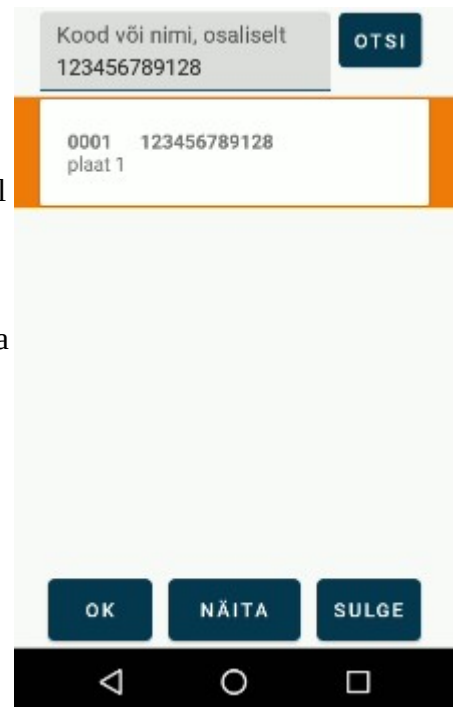 Kood või nimi, osaliselt
123456789128
OTSI
0001 123456789128
plaat 1
l
a
OK NÄITA SULGE